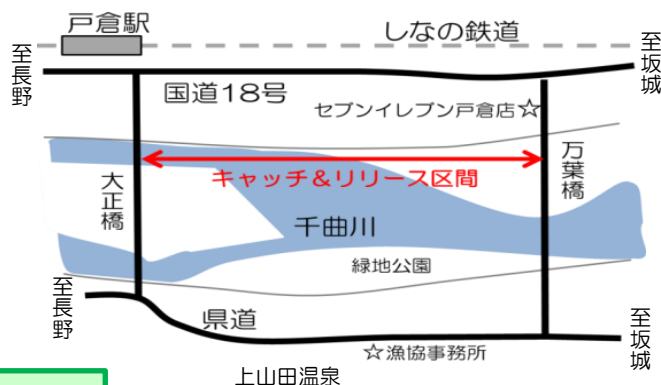 戸倉駅
しなの鉄道
至長野
至坂城
国道18号
セブンイレブン戸倉店☆
大正橋
万葉橋
キャッチ&リリース区間
千曲川
緑地公園
至長野
県道
至坂城
☆漁協事務所
上山田温泉